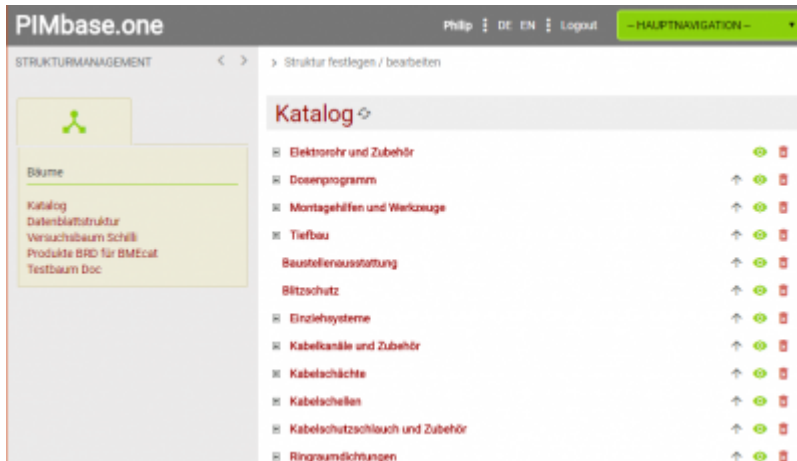 PIMbase.one
Philip DE EN Logout -- HAUPTNAVIGATION --
STRUKTURMANAGEMENT < >
> Struktur festlegen / bearbeiten
Bäume
Katalog
Datenblattstruktur
Versuchsbaum Schilli
Produkte BRD für BMEcat
Testbaum Doc
Katalog
Elektrorohr und Zubehör
Dosenprogramm
Montagehilfen und Werkzeuge
Tiefbau
Baustellenausstattung
Blitzschutz
Einziehsysteme
Kabelkanäle und Zubehör
Kabelschächte
Kabelschellen
Kabelschutzschlauch und Zubehör
Ringraumdichtungen